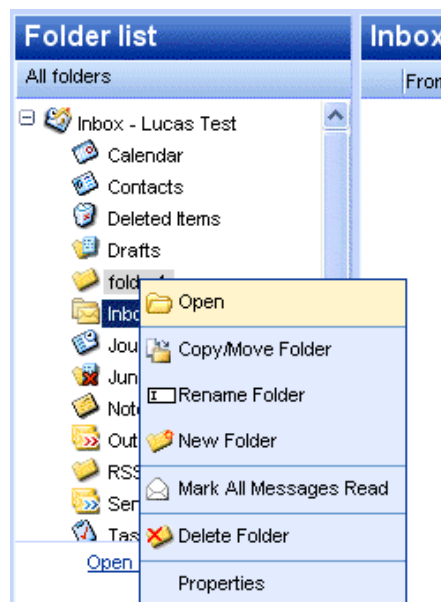 Folder list
Inbox
All folders
From
Inbox - Lucas Test
Calendar
Contacts
Deleted Items
Drafts
Open
Copy/Move Folder
Rename Folder
New Folder
Mark All Messages Read
Delete Folder
Open
Properties